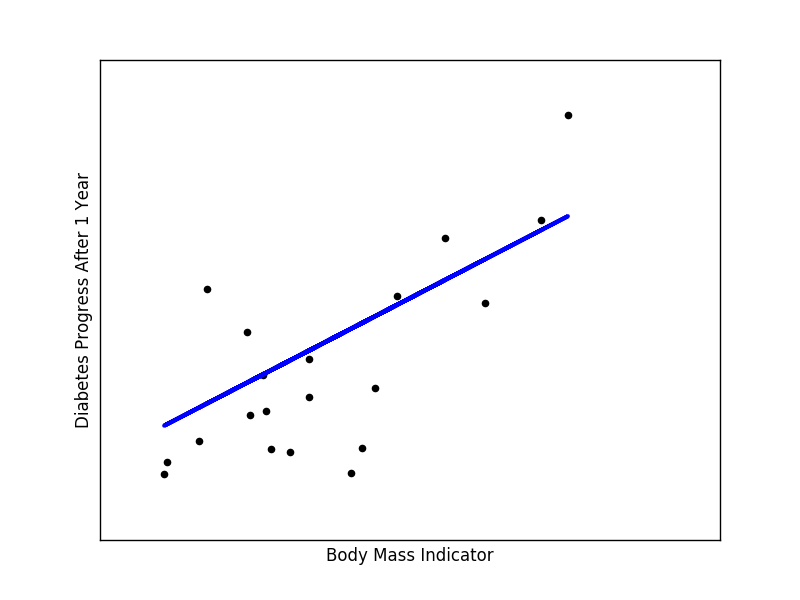 Diabetes Progress After 1 Year
Body Mass Indicator